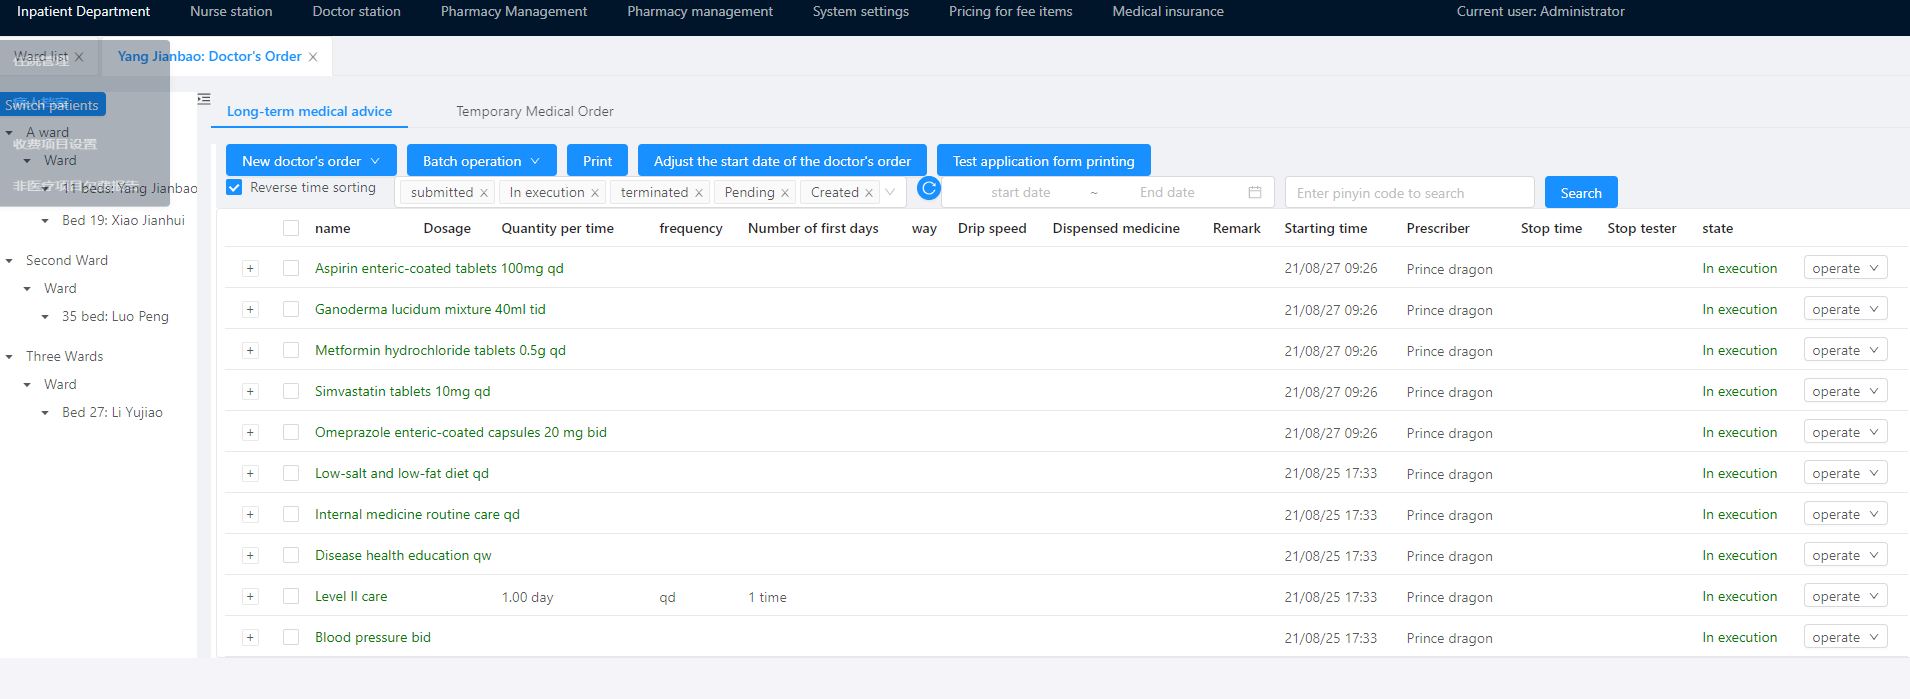 Inpatient Department Nurse station Doctor station Pharmacy Management Pharmacy management System settings Pricing for fee items Medical insurance Current user: Administrator
Ward list Yang Jianbao: Doctor's Order
住院管理
Switch patients
A ward
收费项目设置
Ward
11 beds: Yang Jianbao
Bed 19: Xiao Jianhui
Second Ward
Ward
35 bed: Luo Peng
Three Wards
Ward
Bed 27: Li Yujiao
Long-term medical advice Temporary Medical Order
New doctor's order Batch operation Print Adjust the start date of the doctor's order Test application form printing
Reverse time sorting submitted In execution terminated Pending Created start date ~ End date Enter pinyin code to search Search
name Dosage Quantity per time frequency Number of first days way Drip speed Dispensed medicine Remark Starting time Prescriber Stop time Stop tester state
Aspirin enteric-coated tablets 100mg qd 21/08/27 09:26 Prince dragon In execution operate
Ganoderma lucidum mixture 40ml tid 21/08/27 09:26 Prince dragon In execution operate
Metformin hydrochloride tablets 0.5g qd 21/08/27 09:26 Prince dragon In execution operate
Simvastatin tablets 10mg qd 21/08/27 09:26 Prince dragon In execution operate
Omeprazole enteric-coated capsules 20 mg bid 21/08/27 09:26 Prince dragon In execution operate
Low-salt and low-fat diet qd 21/08/25 17:33 Prince dragon In execution operate
Internal medicine routine care qd 21/08/25 17:33 Prince dragon In execution operate
Disease health education qw 21/08/25 17:33 Prince dragon In execution operate
Level II care 1.00 day qd 1 time 21/08/25 17:33 Prince dragon In execution operate
Blood pressure bid 21/08/25 17:33 Prince dragon In execution operate